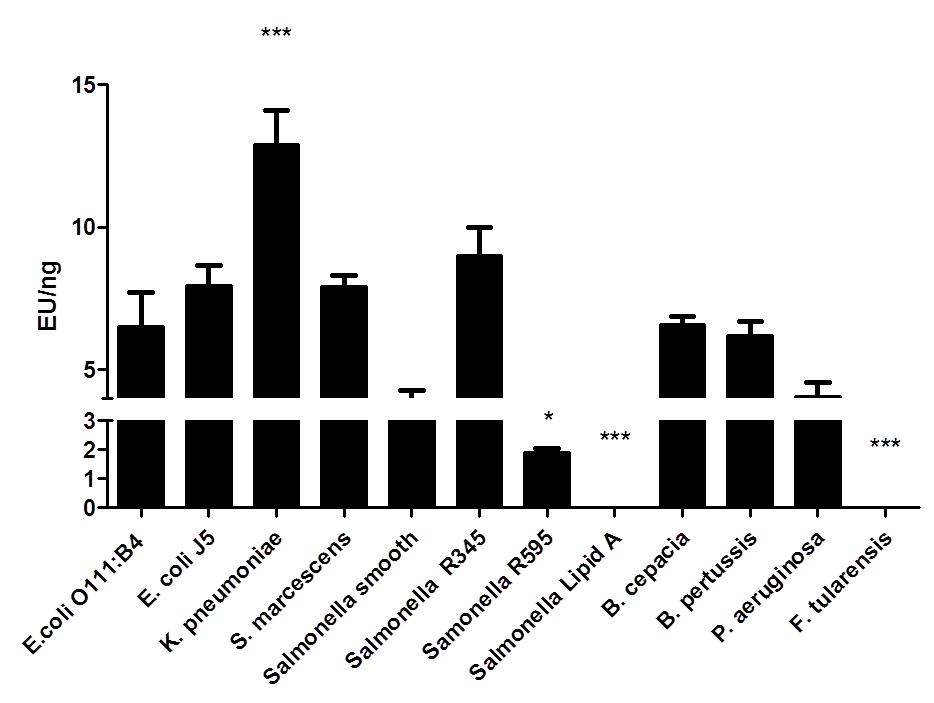 ***
15
10
5
3
2
1
0
EU/ng
*
***
***
E.coli O111:B4
E. coli J5
K. pneumoniae
S. marcescens
Salmonella smooth
Salmonella R345
Samonella R595
Salmonella Lipid A
B. cepacia
B. pertussis
P. aeruginosa
F. tularensis